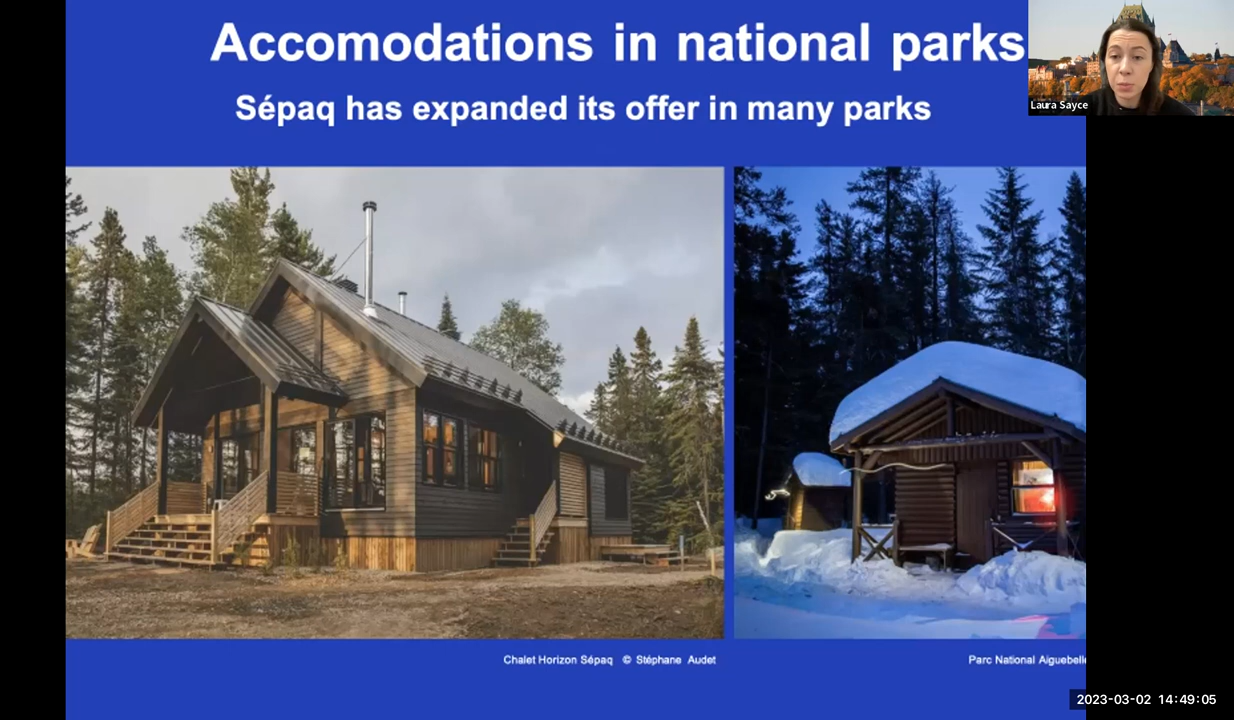 Accomodations in national parks
Laura Sayce
Sépaq has expanded its offer in many parks
Chalet Horizon Sépaq © Stéphane Audet
Parc National Aiguebelle
2023-03-02 14:49:05